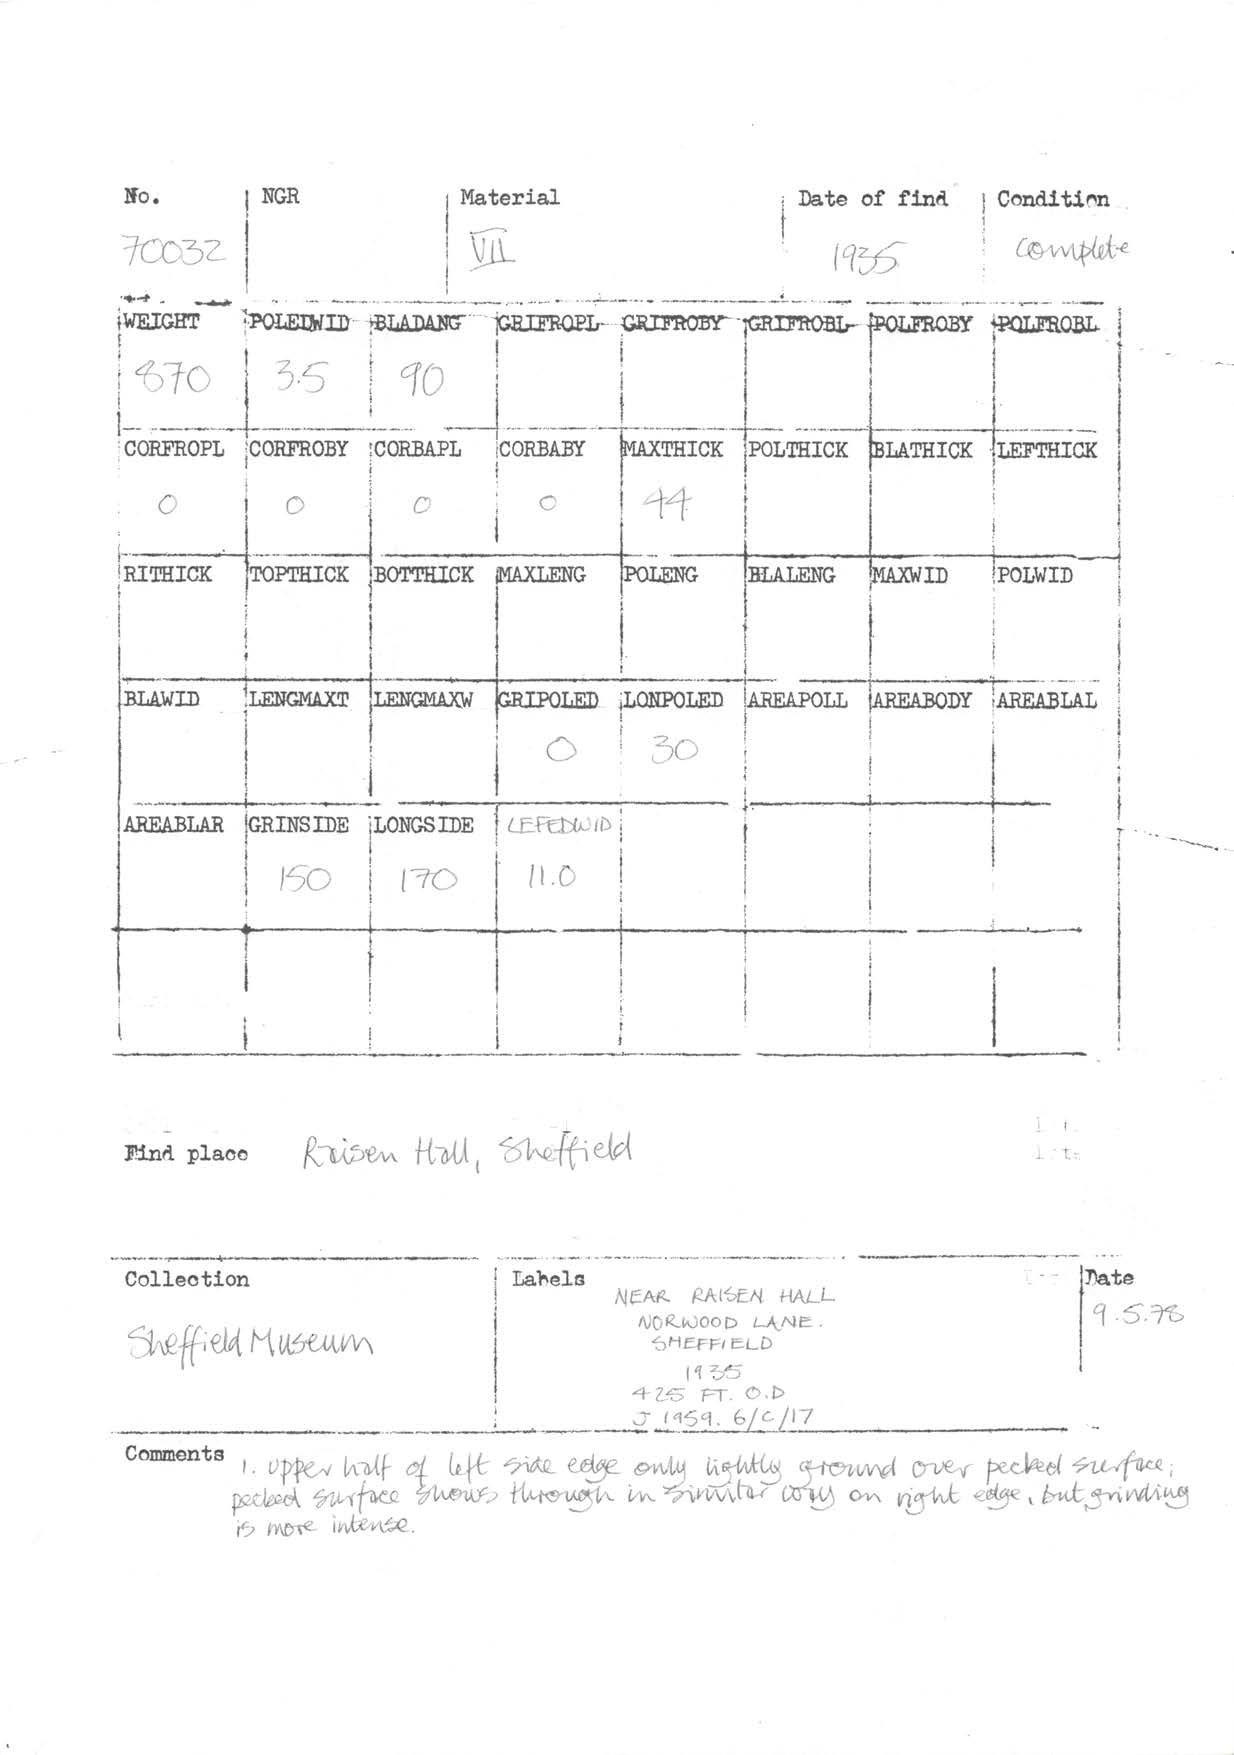 No. NGR Material Date of find Condition
70032 VII 1935 complete
WEIGHT POLEDWID BLADANG GRIFROPL GRIFROBY GRIFROBL POLFROBY POLFROBL
870 3.5 90
CORFROPL CORFROBY CORBAPL CORBABY MAXTHICK POLTHICK BLATHICK LEFTHICK
0 0 0 0 44
RITHICK TOPTHICK BOTTHICK MAXLENG POLENG BLALENG MAXWID POLWID
BLAWID LENGMAXT LENGMAXW GRIPOLED LONPOLED AREAPOLL AREABODY AREABLAL
0 30
AREABLAR GRINSIDE LONGSIDE LEFEDWID
150 170 11.0
Find place Raisen Hall, Sheffield
Collection Labels Date
NEAR RAISEN HALL
NORWOOD LANE.
SHEFFIELD
1935
425 FT. O.D
J 1959. 6/C/17
Sheffield Museum
9.5.78
Comments 1. Upper half of left side edge only lightly ground over pecked surface;
pecked surface shows through in similar way on right edge, but grinding
is more intense.